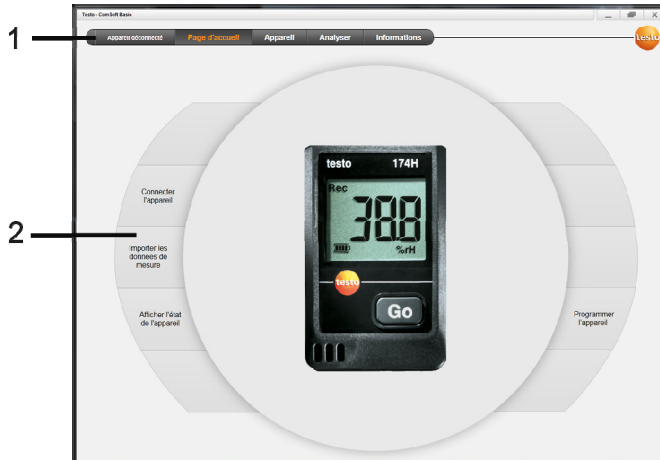 Testo - ComSoft Basic
1
Appareil déconnecté Page d'accueil Appareil Analyser Informations
testo
Connecter
l'appareil
2
Importer les
données de
mesure
Afficher l'état
de l'appareil
testo 174H
Rec
38.8
%rH
testo
Go
Programmer
l'appareil